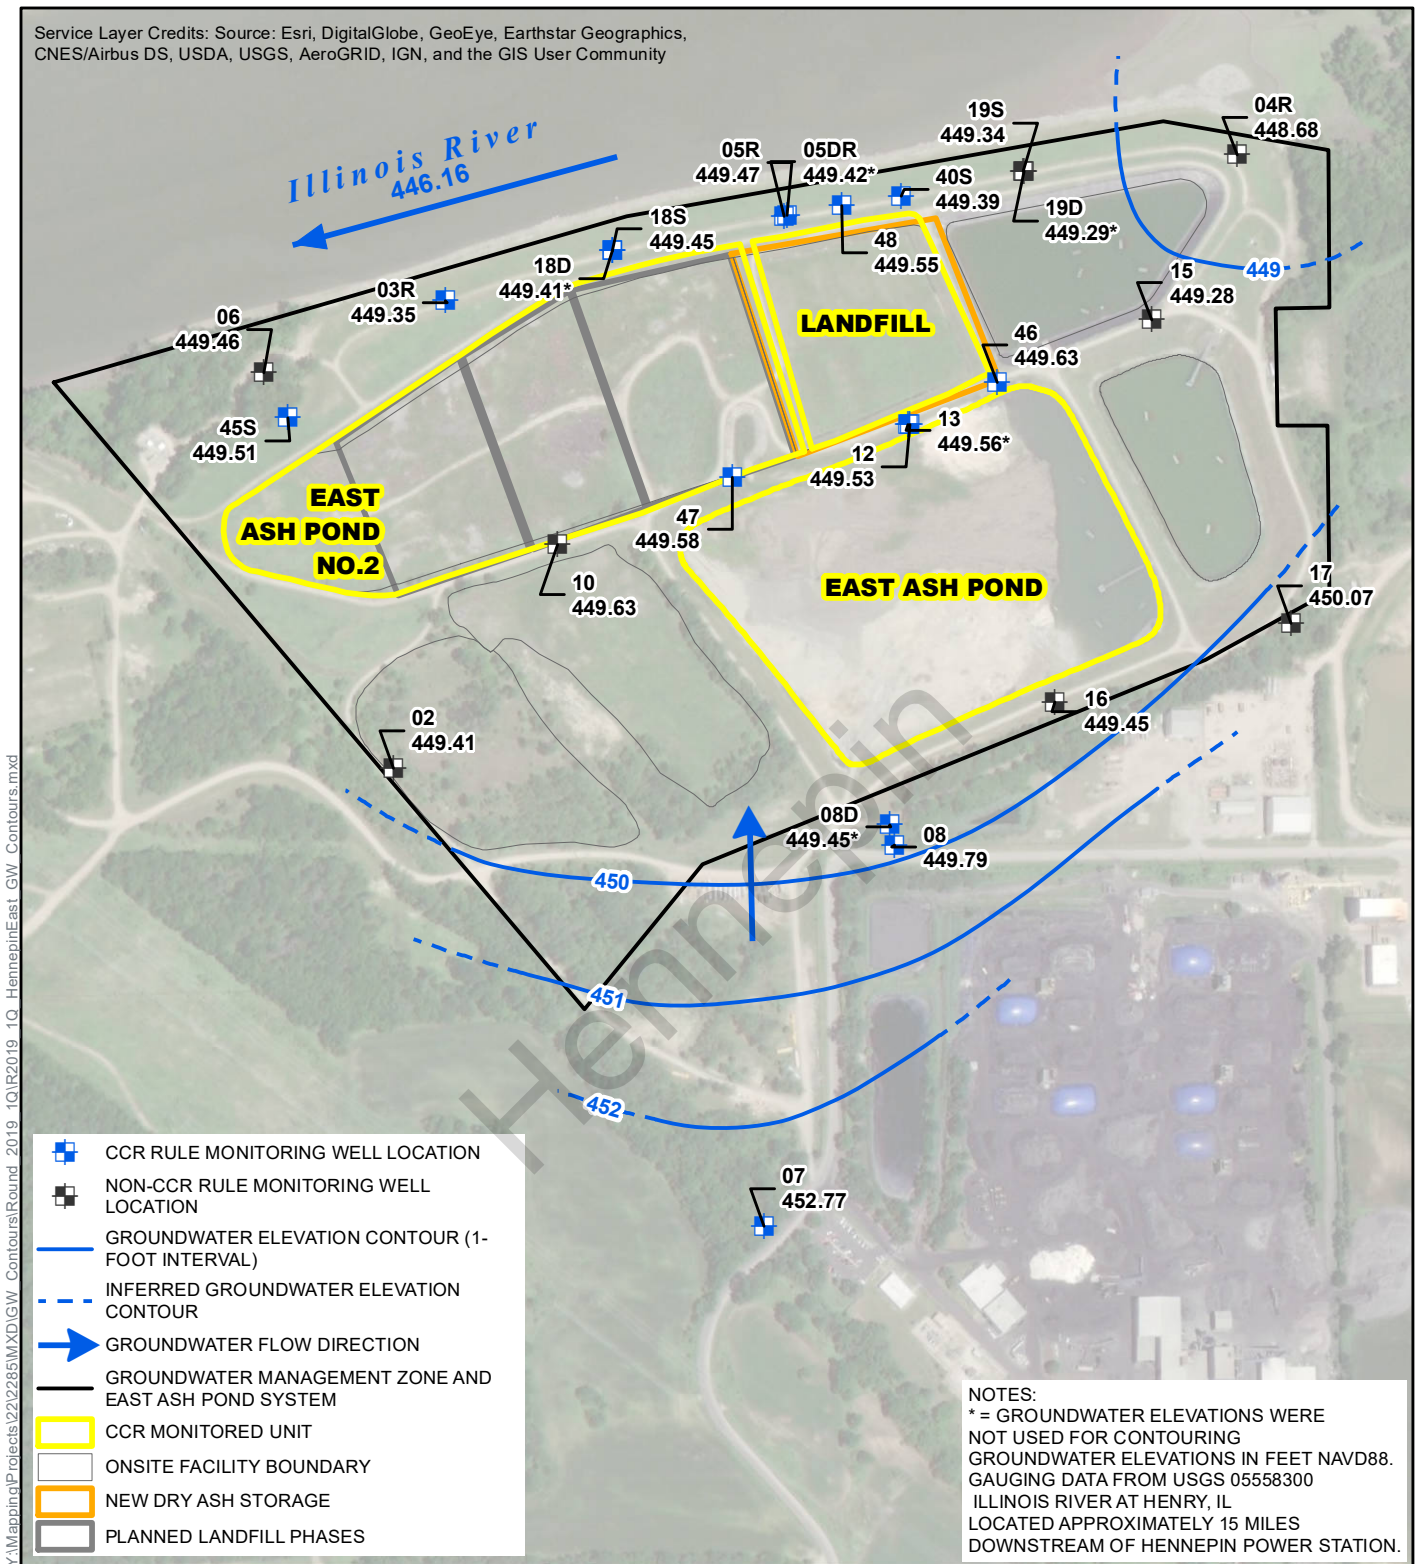 Service Layer Credits: Source: Esri, DigitalGlobe, GeoEye, Earthstar Geographics,
CNES/Airbus DS, USDA, USGS, AeroGRID, IGN, and the GIS User Community
Illinois River
446.16
19S
449.34
04R
448.68
05R
449.47
05DR
449.42*
40S
449.39
19D
449.29*
18S
449.45
48
449.55
18D
449.41*
449
15
449.28
03R
449.35
06
449.46
LANDFILL
46
449.63
45S
449.51
13
449.56*
12
449.53
EAST
ASH POND
NO.2
47
449.58
EAST ASH POND
10
449.63
17
450.07
16
449.45
02
449.41
08D
449.45*
08
449.79
450
451
452
Hennepin
07
452.77
CCR RULE MONITORING WELL LOCATION
NON-CCR RULE MONITORING WELL
LOCATION
GROUNDWATER ELEVATION CONTOUR (1-
FOOT INTERVAL)
INFERRED GROUNDWATER ELEVATION
CONTOUR
GROUNDWATER FLOW DIRECTION
GROUNDWATER MANAGEMENT ZONE AND
EAST ASH POND SYSTEM
CCR MONITORED UNIT
ONSITE FACILITY BOUNDARY
NEW DRY ASH STORAGE
PLANNED LANDFILL PHASES
NOTES:
* = GROUNDWATER ELEVATIONS WERE
NOT USED FOR CONTOURING
GROUNDWATER ELEVATIONS IN FEET NAVD88.
GAUGING DATA FROM USGS 05558300
ILLINOIS RIVER AT HENRY, IL
LOCATED APPROXIMATELY 15 MILES
DOWNSTREAM OF HENNEPIN POWER STATION.
Y:\Mapping\Projects\22\2285\MXD\GW_Contours\Round_2019_1Q\R2019_1Q_HennepinEast_GW_Contours.mxd